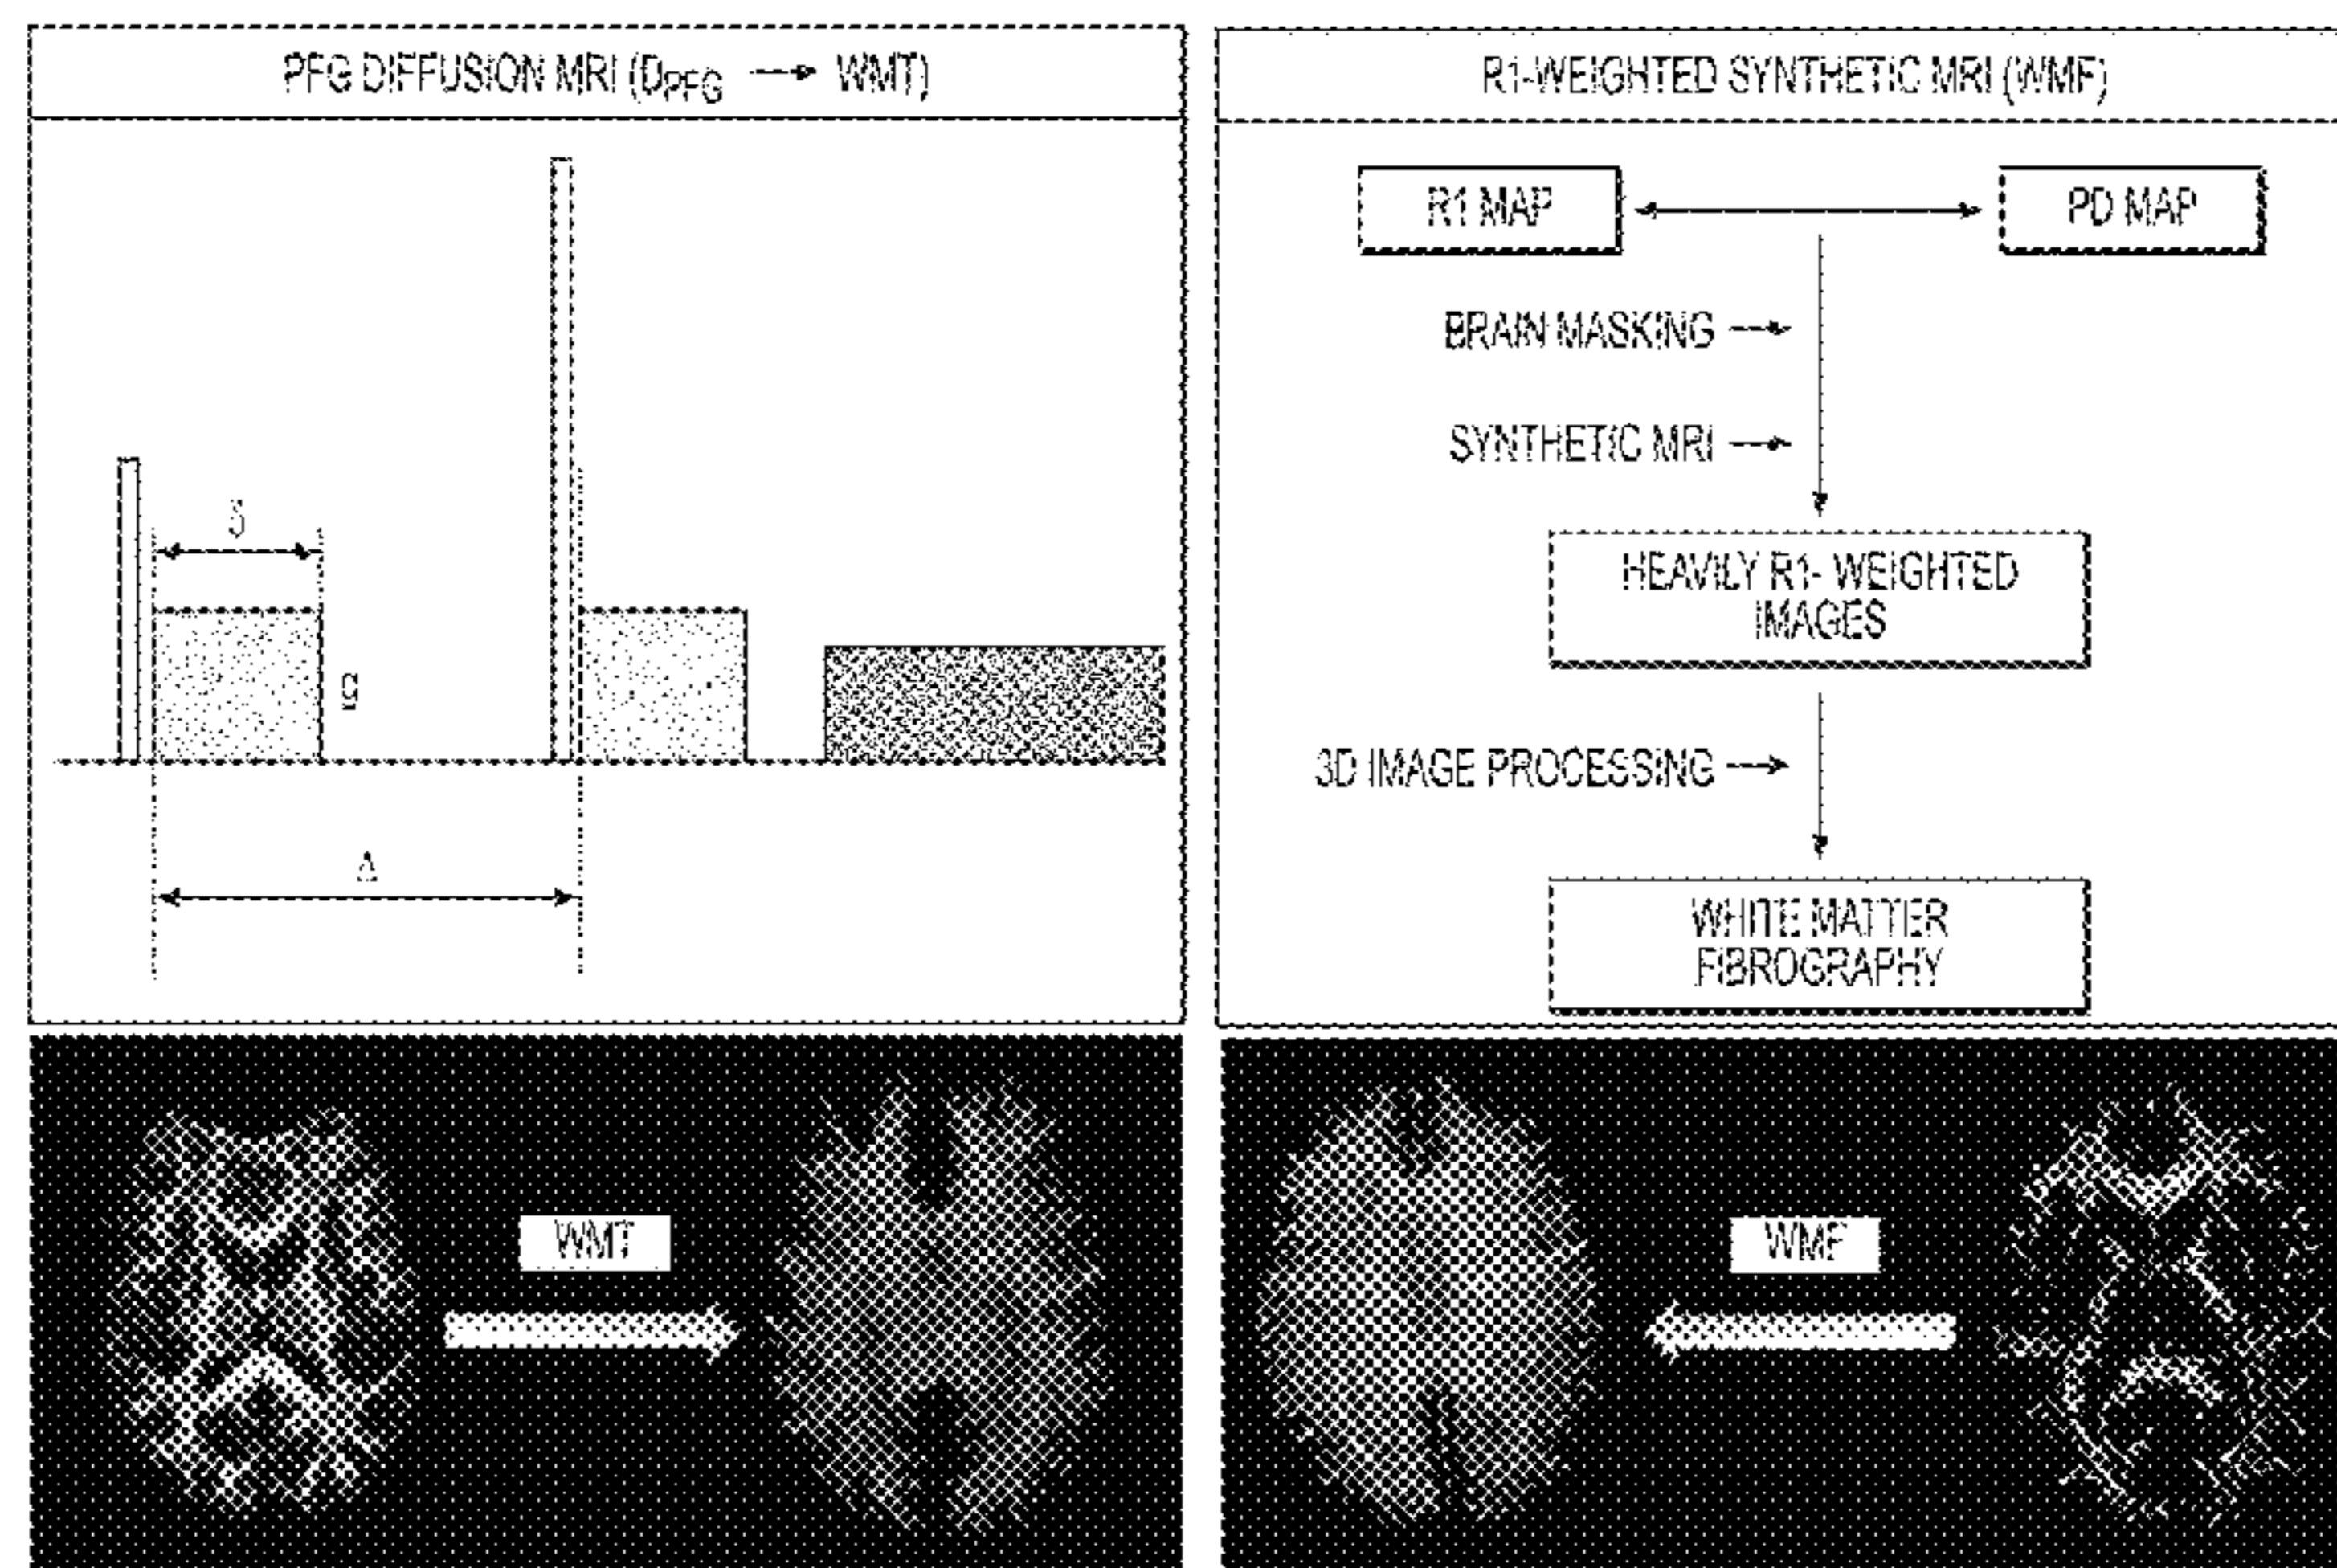 PFG DIFFUSION MRI (DPFG → WMT)
δ
g
Δ
R1-WEIGHTED SYNTHETIC MRI (WMF)
R1 MAP
PD MAP
BRAIN MASKING →
SYNTHETIC MRI →
HEAVILY R1- WEIGHTED
IMAGES
3D IMAGE PROCESSING →
WHITE MATTER
FIBROGRAPHY
WMT
WMF